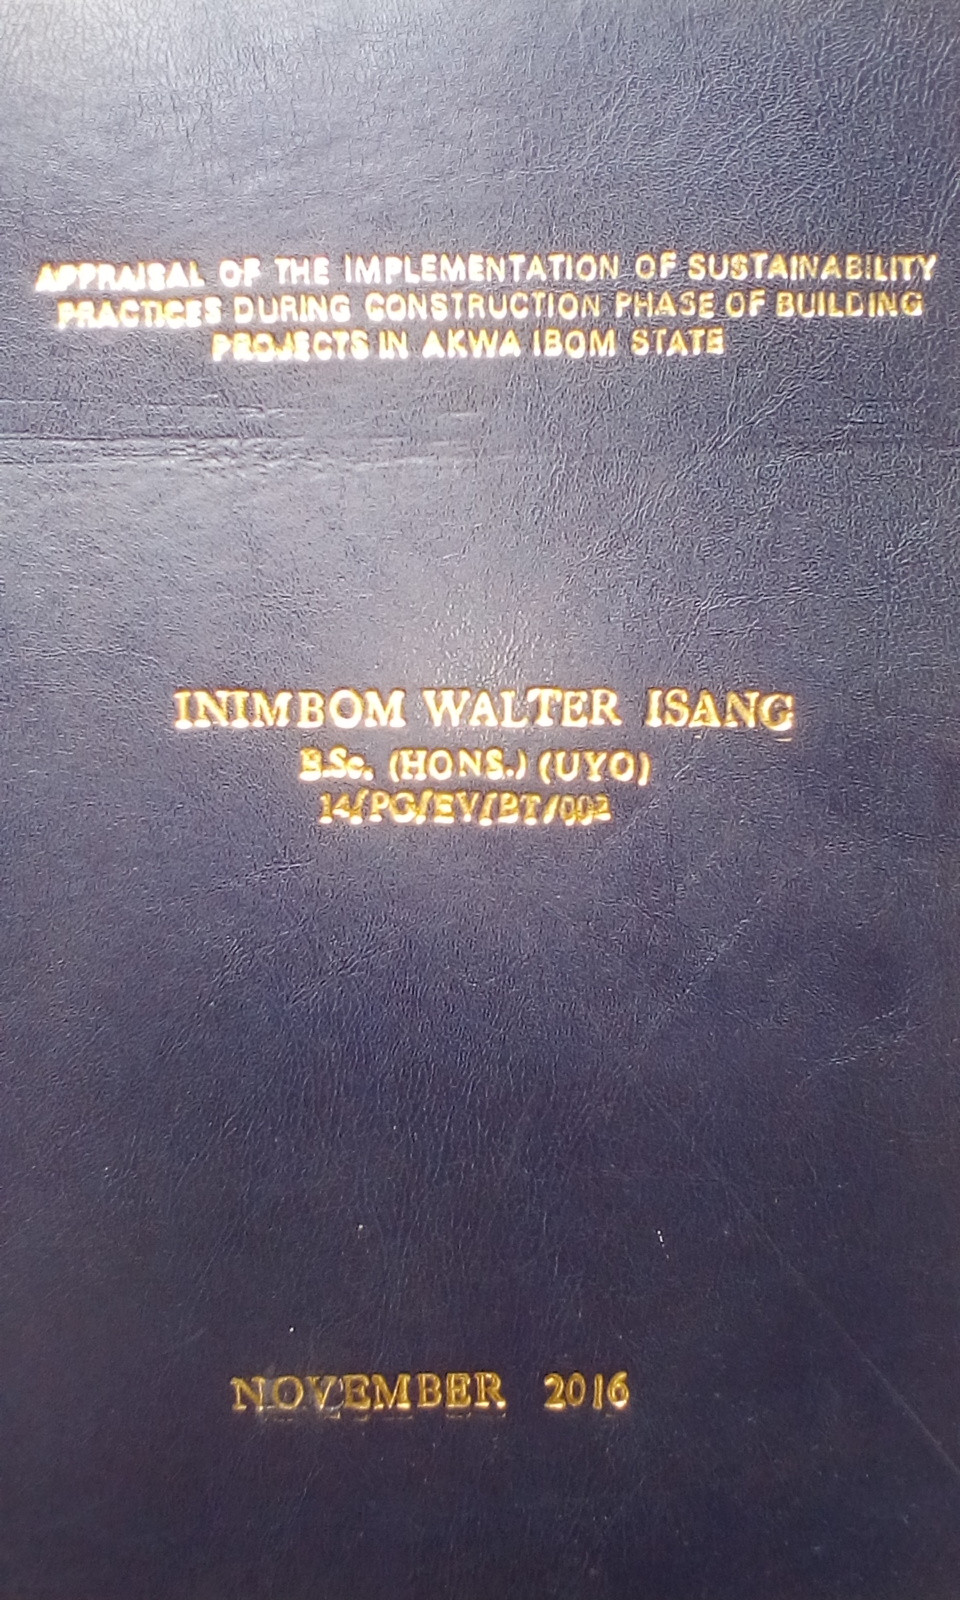 APPRAISAL OF THE IMPLEMENTATION OF SUSTAINABILITY
PRACTICES DURING CONSTRUCTION PHASE OF BUILDING
PROJECTS IN AKWA IBOM STATE
INIMBOM WALTER ISANG
B.Sc. (HONS.) (UYO)
14/PG/EV/BT/002
NOVEMBER 2016